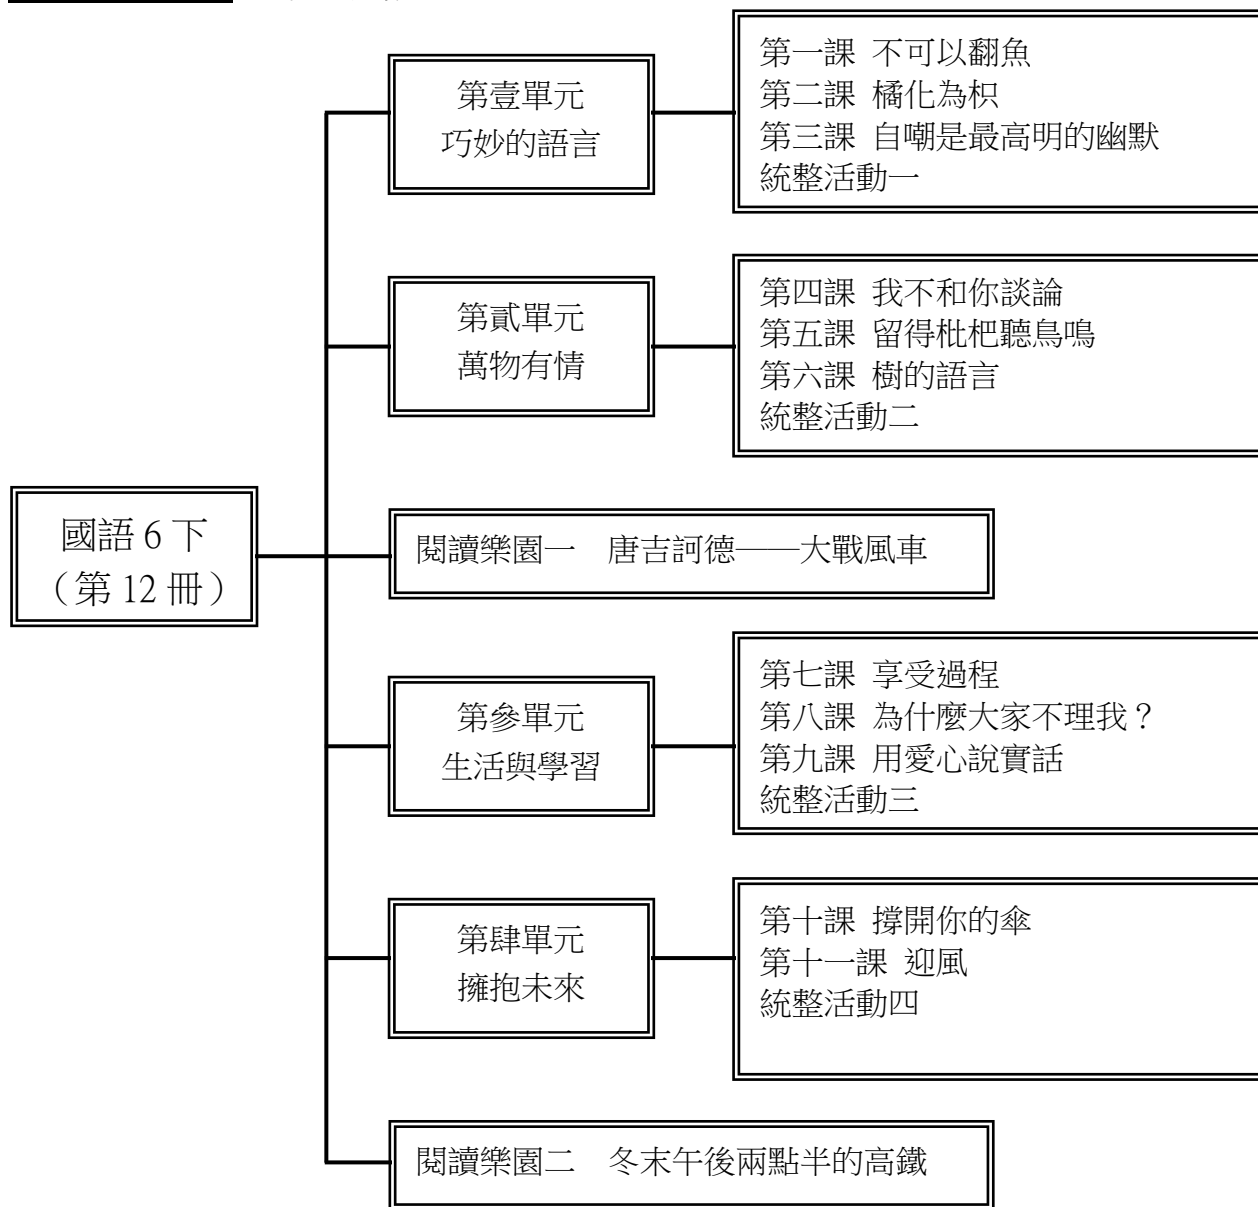 國語 6 下
（第 12 冊）
第壹單元
巧妙的語言
第一課 不可以翻魚
第二課 橘化為枳
第三課 自嘲是最高明的幽默
統整活動一
第貳單元
萬物有情
第四課 我不和你談論
第五課 留得枇杷聽鳥鳴
第六課 樹的語言
統整活動二
閱讀樂園一　唐吉訶德——大戰風車
第參單元
生活與學習
第七課 享受過程
第八課 為什麼大家不理我？
第九課 用愛心說實話
統整活動三
第肆單元
擁抱未來
第十課 撐開你的傘
第十一課 迎風
統整活動四
閱讀樂園二　冬末午後兩點半的高鐵